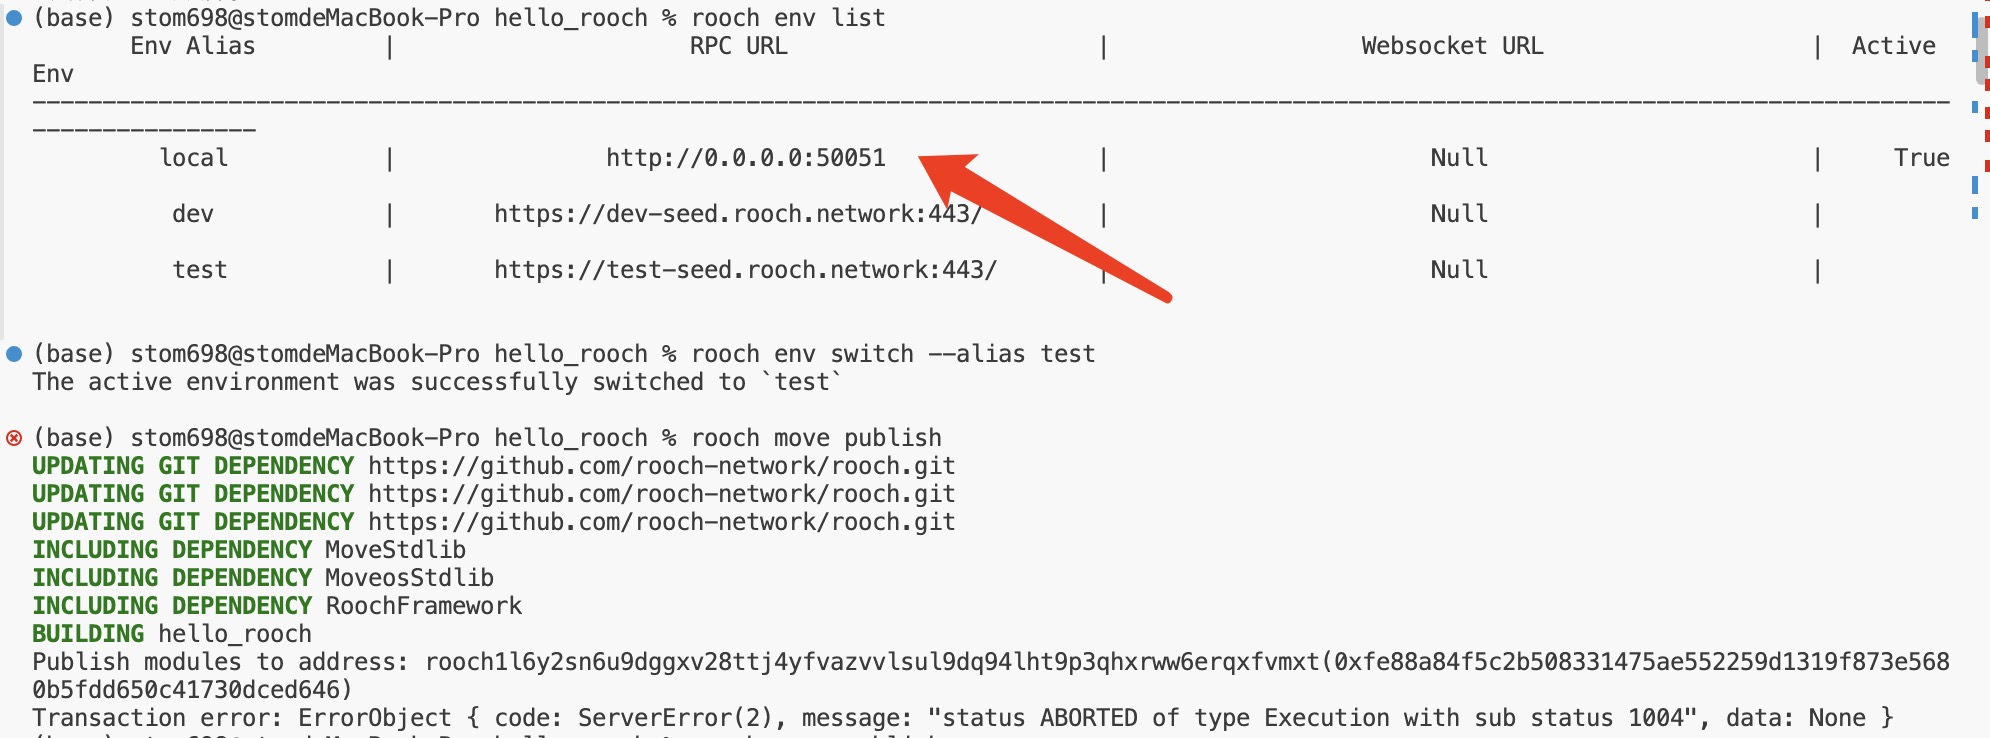 (base) stom698@stomdeMacBook-Pro hello_rooch % rooch env list
Env Alias | RPC URL | Websocket URL | Active
Env
---------------------------------------------------------------------------------------------------------------------------------------
----------------
local | http://0.0.0.0:50051 | Null | True
dev | https://dev-seed.rooch.network:443/ | Null |
test | https://test-seed.rooch.network:443/ | Null |
(base) stom698@stomdeMacBook-Pro hello_rooch % rooch env switch --alias test
The active environment was successfully switched to `test`
(base) stom698@stomdeMacBook-Pro hello_rooch % rooch move publish
UPDATING GIT DEPENDENCY https://github.com/rooch-network/rooch.git
UPDATING GIT DEPENDENCY https://github.com/rooch-network/rooch.git
UPDATING GIT DEPENDENCY https://github.com/rooch-network/rooch.git
INCLUDING DEPENDENCY MoveStdlib
INCLUDING DEPENDENCY MoveosStdlib
INCLUDING DEPENDENCY RoochFramework
BUILDING hello_rooch
Publish modules to address: rooch1l6y2sn6u9dggxv28ttj4yfvazvvlsul9dq94lht9p3qhxrww6erqxfvmxt(0xfe88a84f5c2b508331475ae552259d1319f873e568
0b5fdd650c41730dced646)
Transaction error: ErrorObject { code: ServerError(2), message: "status ABORTED of type Execution with sub status 1004", data: None }